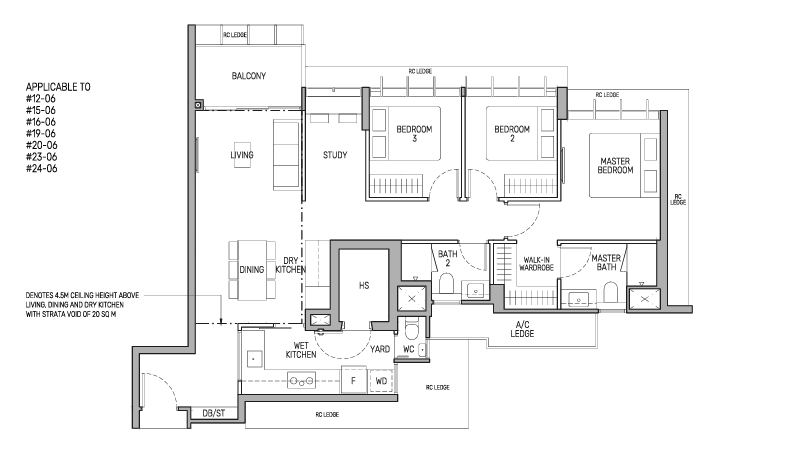 RC LEDGE
BALCONY
RC LEDGE
APPLICABLE TO
#12-06
#15-06
#16-06
#19-06
#20-06
#23-06
#24-06
RC LEDGE
LIVING
STUDY
BEDROOM
3
BEDROOM
2
MASTER
BEDROOM
RC
LEDGE
DINING
DRY
KITCHEN
HS
BATH
2
WALK-IN
WARDROBE
MASTER
BATH
DENOTES 4.5M CEILING HEIGHT ABOVE
LIVING, DINING AND DRY KITCHEN
WITH STRATA VOID OF 20 SQ M
WET
KITCHEN
YARD
WC
A/C
LEDGE
F
WD
RC LEDGE
DB/ST
RC LEDGE